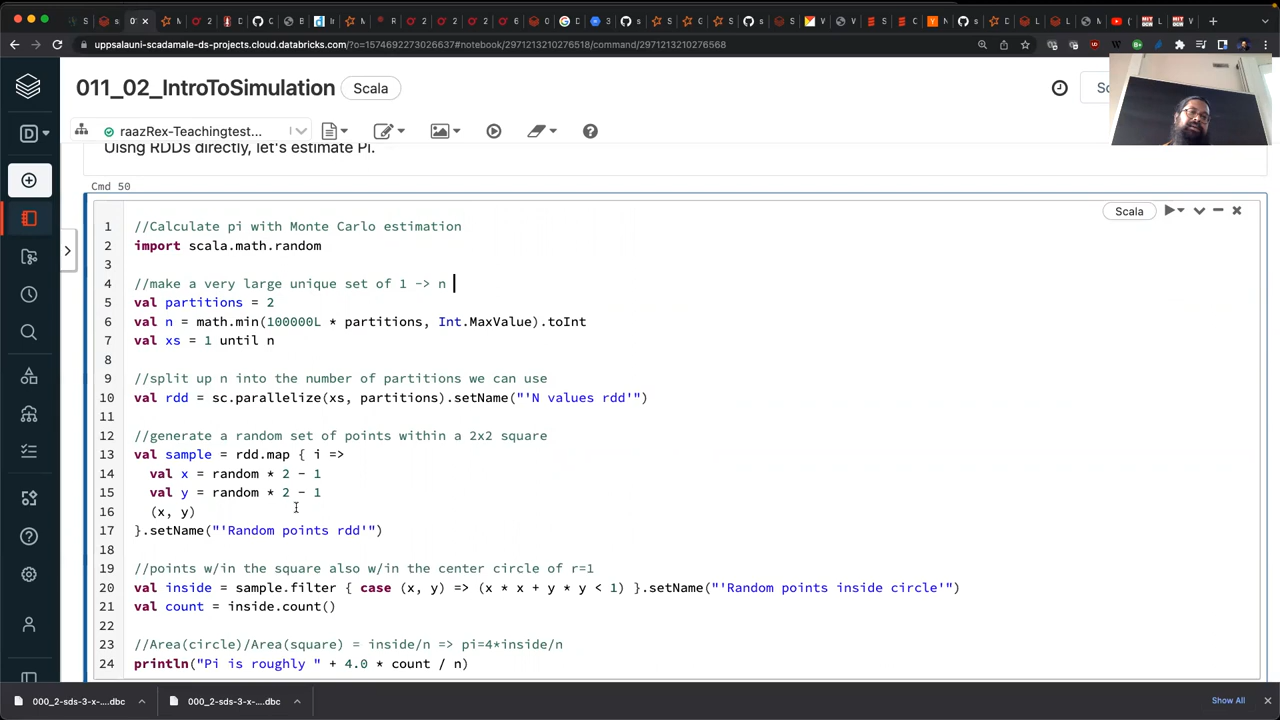 uppsalauni-scadamale-ds-projects.cloud.databricks.com/?o=1574692273026637#notebook/2971213210276518/command/2971213210276568
011_02_IntroToSimulation
Scala
D
raazRex-Teachingtest...
Uisng RDDs directly, let's estimate Pi.
Cmd 50
Scala
1 //Calculate pi with Monte Carlo estimation
2 import scala.math.random
3
4 //make a very large unique set of 1 -> n
5 val partitions = 2
6 val n = math.min(100000L * partitions, Int.MaxValue).toInt
7 val xs = 1 until n
8
9 //split up n into the number of partitions we can use
10 val rdd = sc.parallelize(xs, partitions).setName("'N values rdd'")
11
12 //generate a random set of points within a 2x2 square
13 val sample = rdd.map { i =>
14 val x = random * 2 - 1
15 val y = random * 2 - 1
16 (x, y)
17 }.setName("'Random points rdd'")
18
19 //points w/in the square also w/in the center circle of r=1
20 val inside = sample.filter { case (x, y) => (x * x + y * y < 1) }.setName("'Random points inside circle'")
21 val count = inside.count()
22
23 //Area(circle)/Area(square) = inside/n => pi=4*inside/n
24 println("Pi is roughly " + 4.0 * count / n)
000_2-sds-3-x-....dbc
000_2-sds-3-x-....dbc
Show All